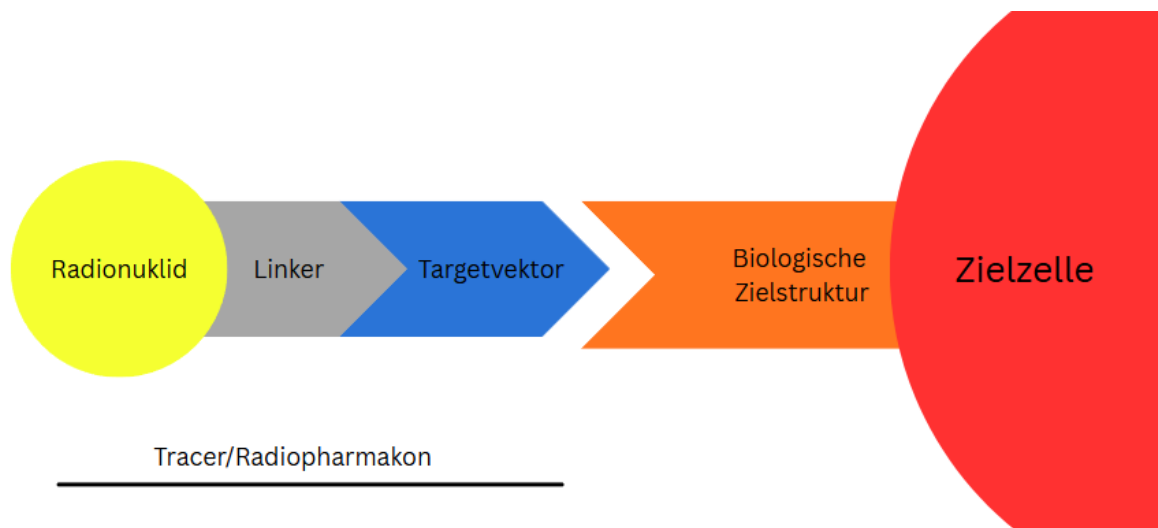 Radionuklid
Linker
Targetvektor
Biologische
Zielstruktur
Zielzelle
Tracer/Radiopharmakon